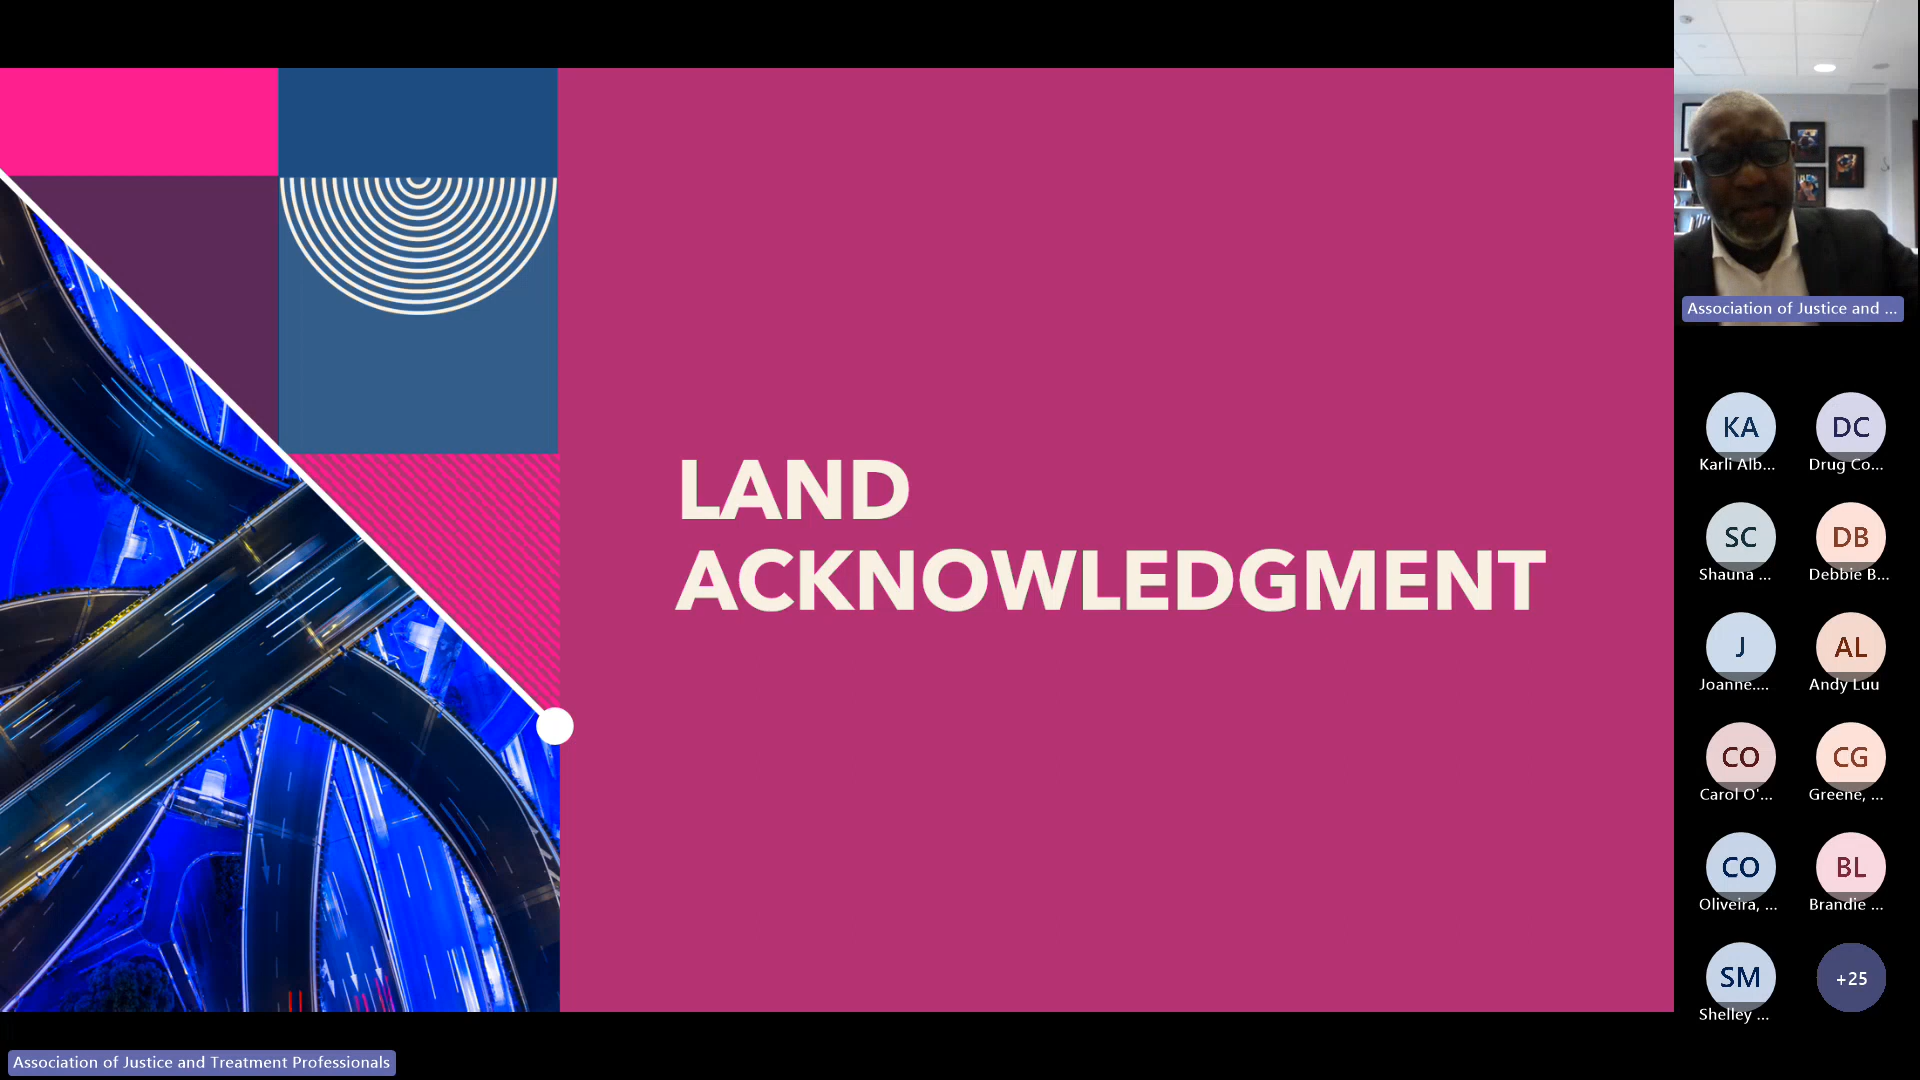 LAND
ACKNOWLEDGMENT
Association of Justice and ...
KA
Karli Alb...
DC
Drug Co...
SC
Shauna ...
DB
Debbie B...
J
Joanne....
AL
Andy Luu
CO
Carol O'...
CG
Greene, ...
CO
Oliveira, ...
BL
Brandie ...
SM
Shelley ...
+25
Association of Justice and Treatment Professionals